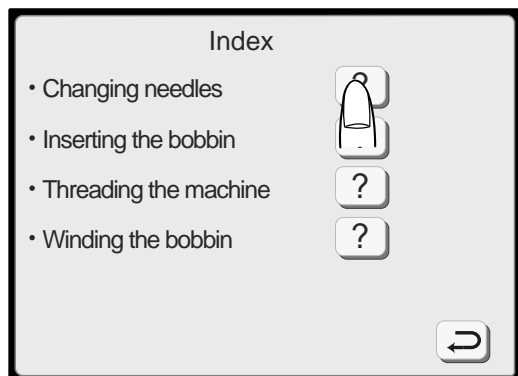 Index
• Changing needles
• Inserting the bobbin
• Threading the machine ?
• Winding the bobbin ?